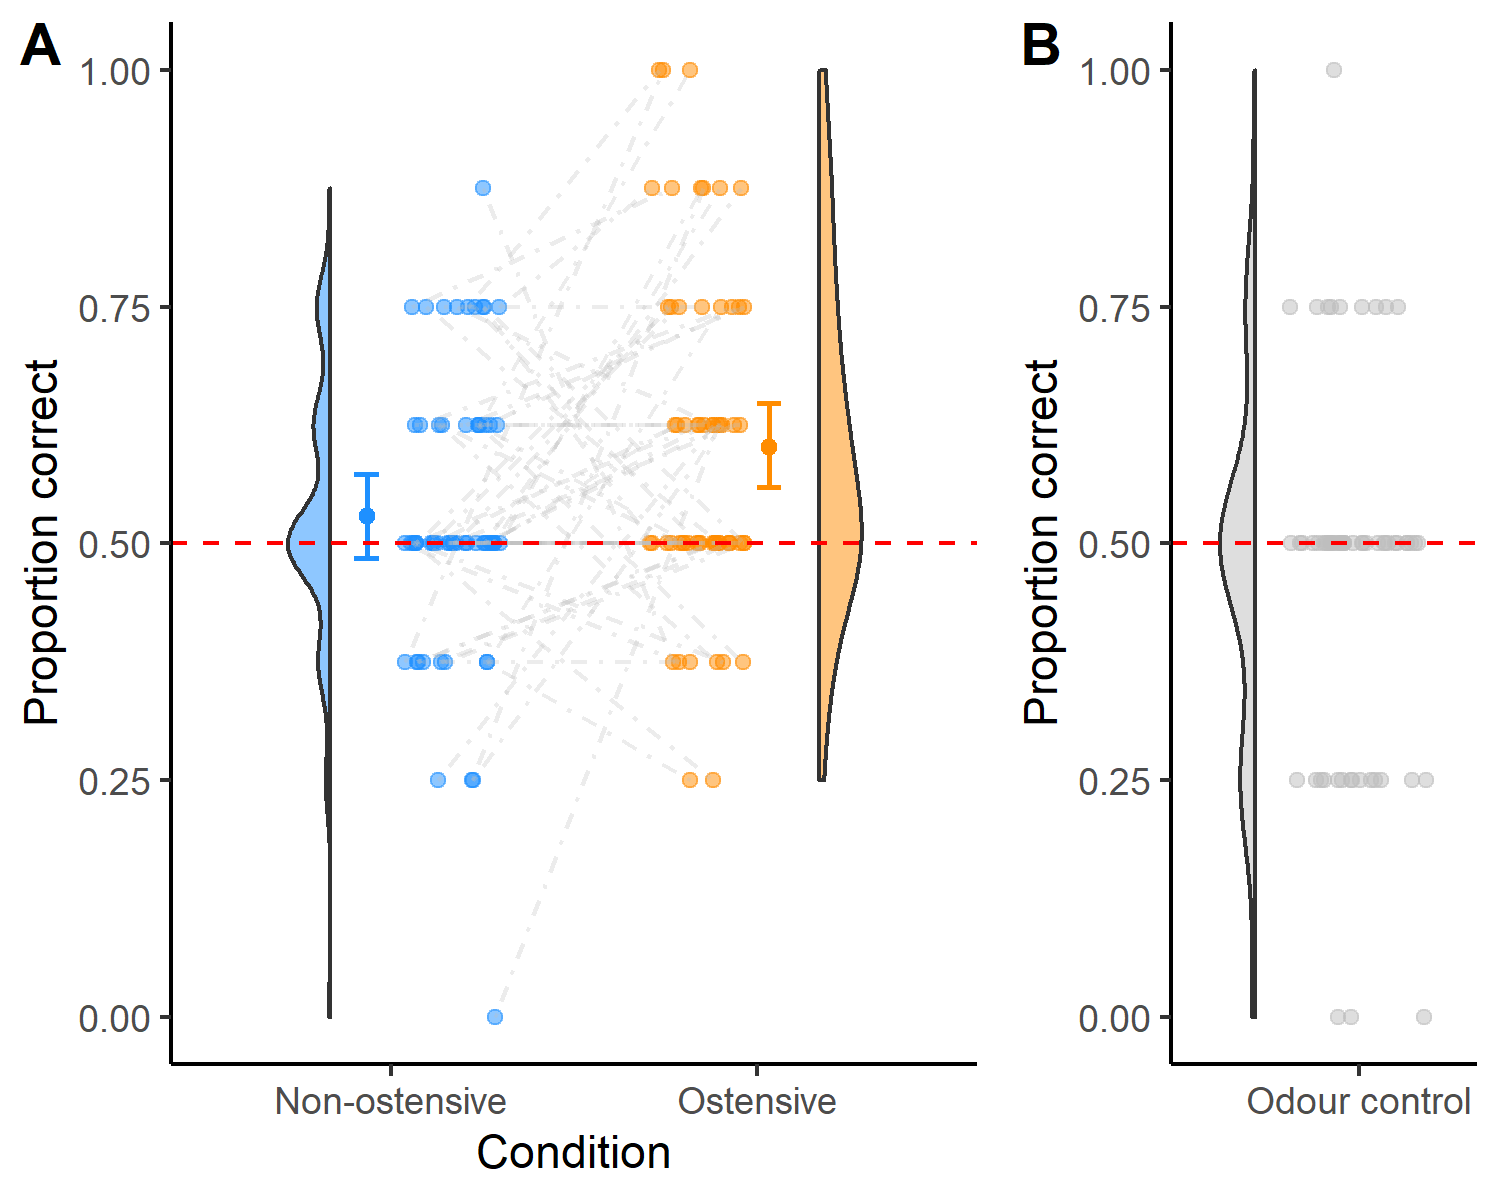 A
B
Proportion correct
1.00
0.75
0.50
0.25
0.00
Non-ostensive
Ostensive
Condition
Proportion correct
1.00
0.75
0.50
0.25
0.00
Odour control